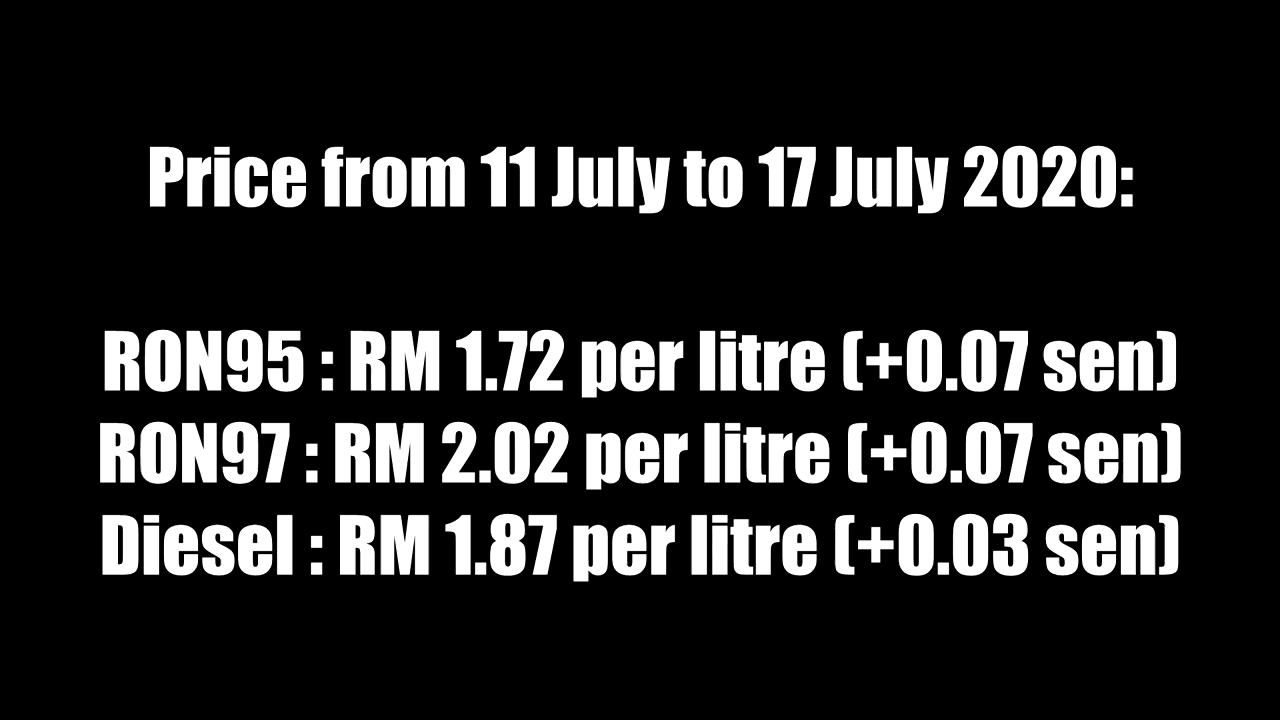 Price from 11 July to 17 July 2020:
RON95 : RM 1.72 per litre (+0.07 sen)
RON97 : RM 2.02 per litre (+0.07 sen)
Diesel : RM 1.87 per litre (+0.03 sen)